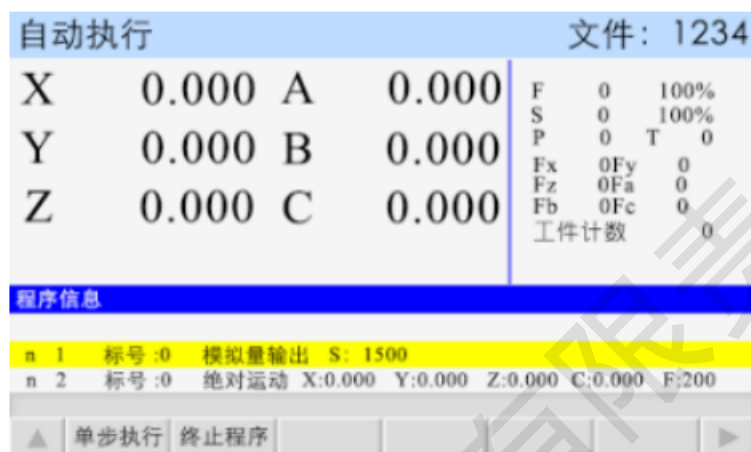 自动执行 文件: 1234
X 0.000 A 0.000
Y 0.000 B 0.000
Z 0.000 C 0.000
F 0 100%
S 0 100%
P 0 T 0
Fx 0Fy 0
Fz 0Fa 0
Fb 0Fc 0
工件计数 0
程序信息
n 1 标号:0 模拟量输出 S: 1500
n 2 标号:0 绝对运动 X:0.000 Y:0.000 Z:0.000 C:0.000 F:200
单步执行 终止程序
有限责